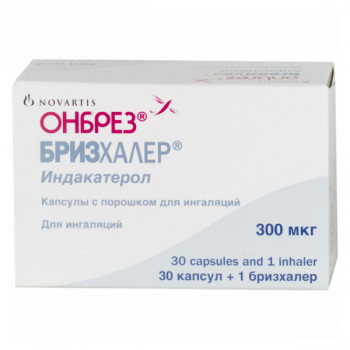 NOVARTIS
ОНБРЕЗ®
БРИЗХАЛЕР®
Индакатерол
Капсулы с порошком для ингаляций
Для ингаляций
300 мкг
30 capsules and 1 inhaler
30 капсул + 1 бризхалер